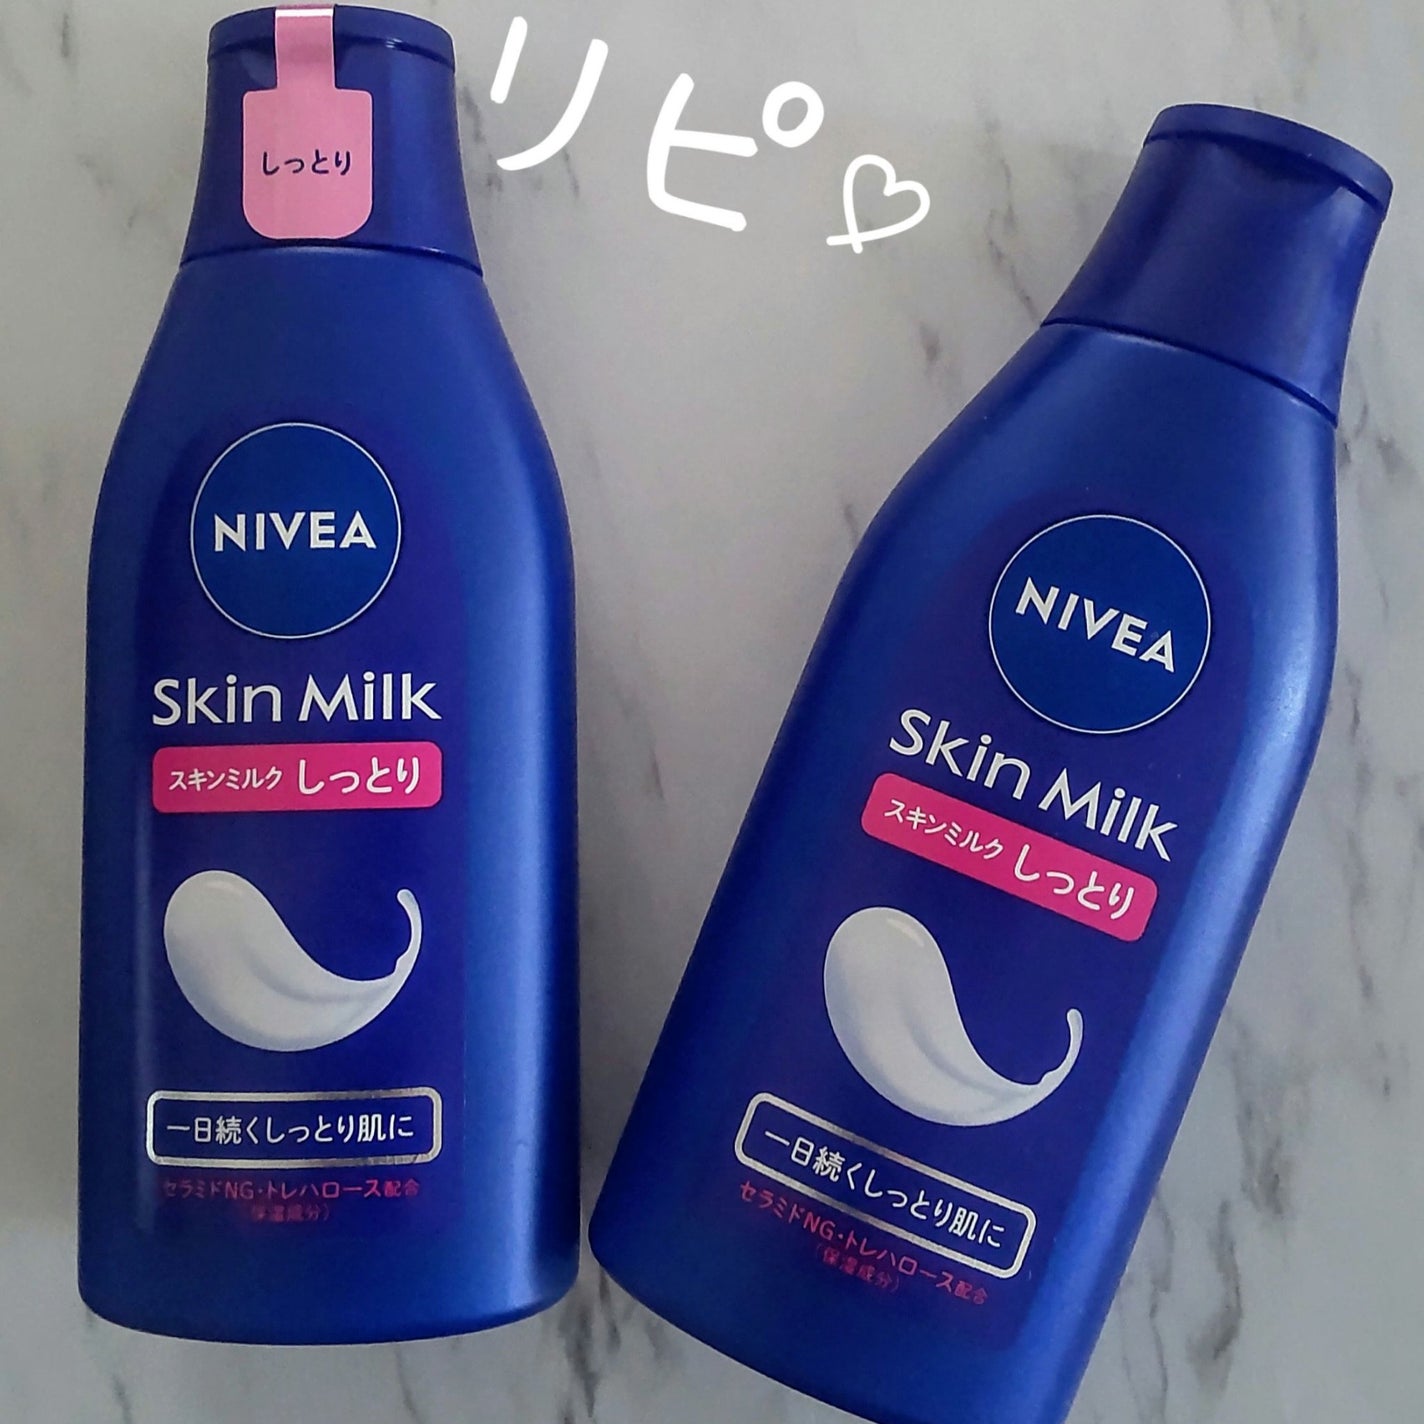 リピ♡
しっとり
NIVEA
Skin Milk
スキンミルク しっとり
一日続くしっとり肌に
セラミドNG・トレハロース配合
(保湿成分)
NIVEA
Skin Milk
スキンミルク しっとり
一日続くしっとり肌に
セラミドNG・トレハロース配合
(保湿成分)